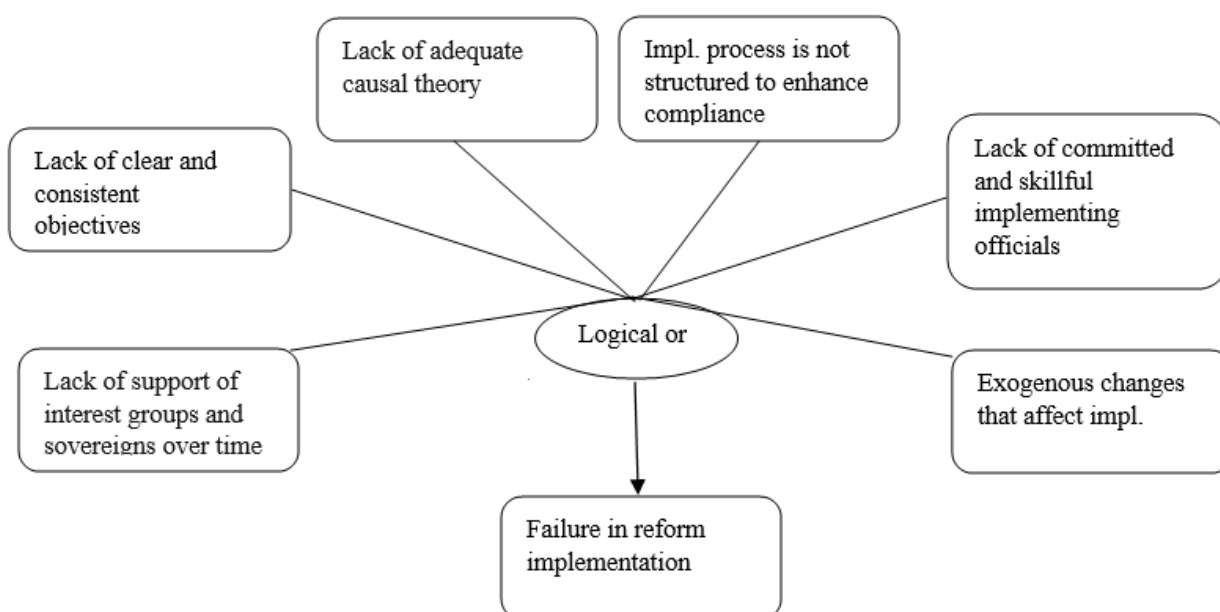 Lack of adequate
causal theory
Impl. process is not
structured to enhance
compliance
Lack of clear and
consistent
objectives
Lack of committed
and skillful
implementing
officials
Logical or
Lack of support of
interest groups and
sovereigns over time
Exogenous changes
that affect impl.
Failure in reform
implementation